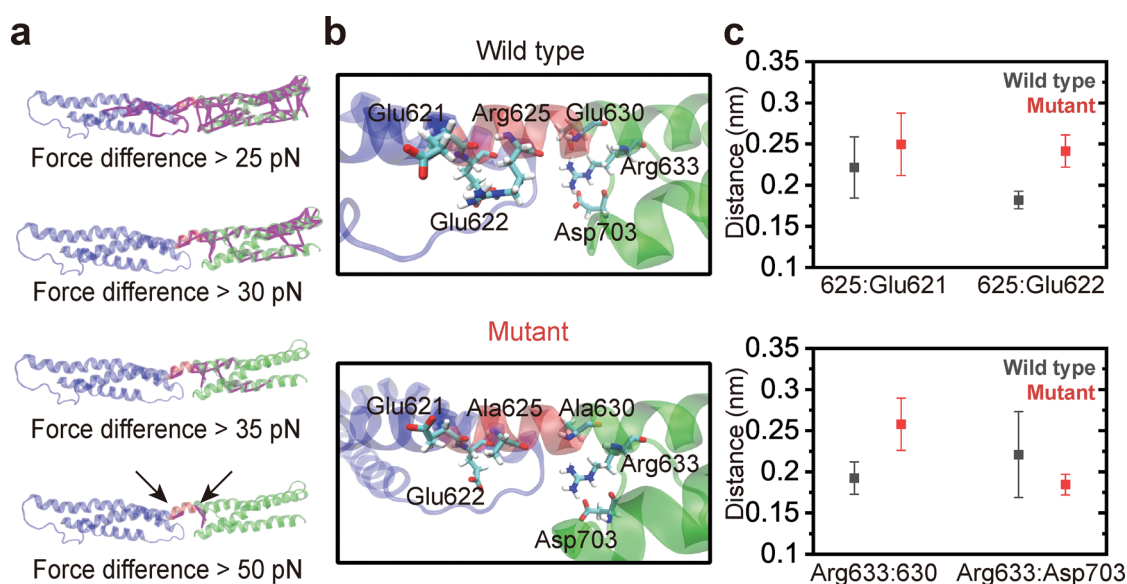 a
Force difference > 25 pN
Force difference > 30 pN
Force difference > 35 pN
Force difference > 50 pN
b
Wild type
Glu621 Arg625 Glu630
Arg633
Glu622
Asp703
Mutant
Glu621 Ala625 Ala630
Arg633
Glu622
Asp703
c
0.35
0.3
0.25
0.2
0.15
0.1
Distance (nm)
Wild type
Mutant
625:Glu621 625:Glu622
0.35
0.3
0.25
0.2
0.15
0.1
Distance (nm)
Wild type
Mutant
Arg633:630 Arg633:Asp703